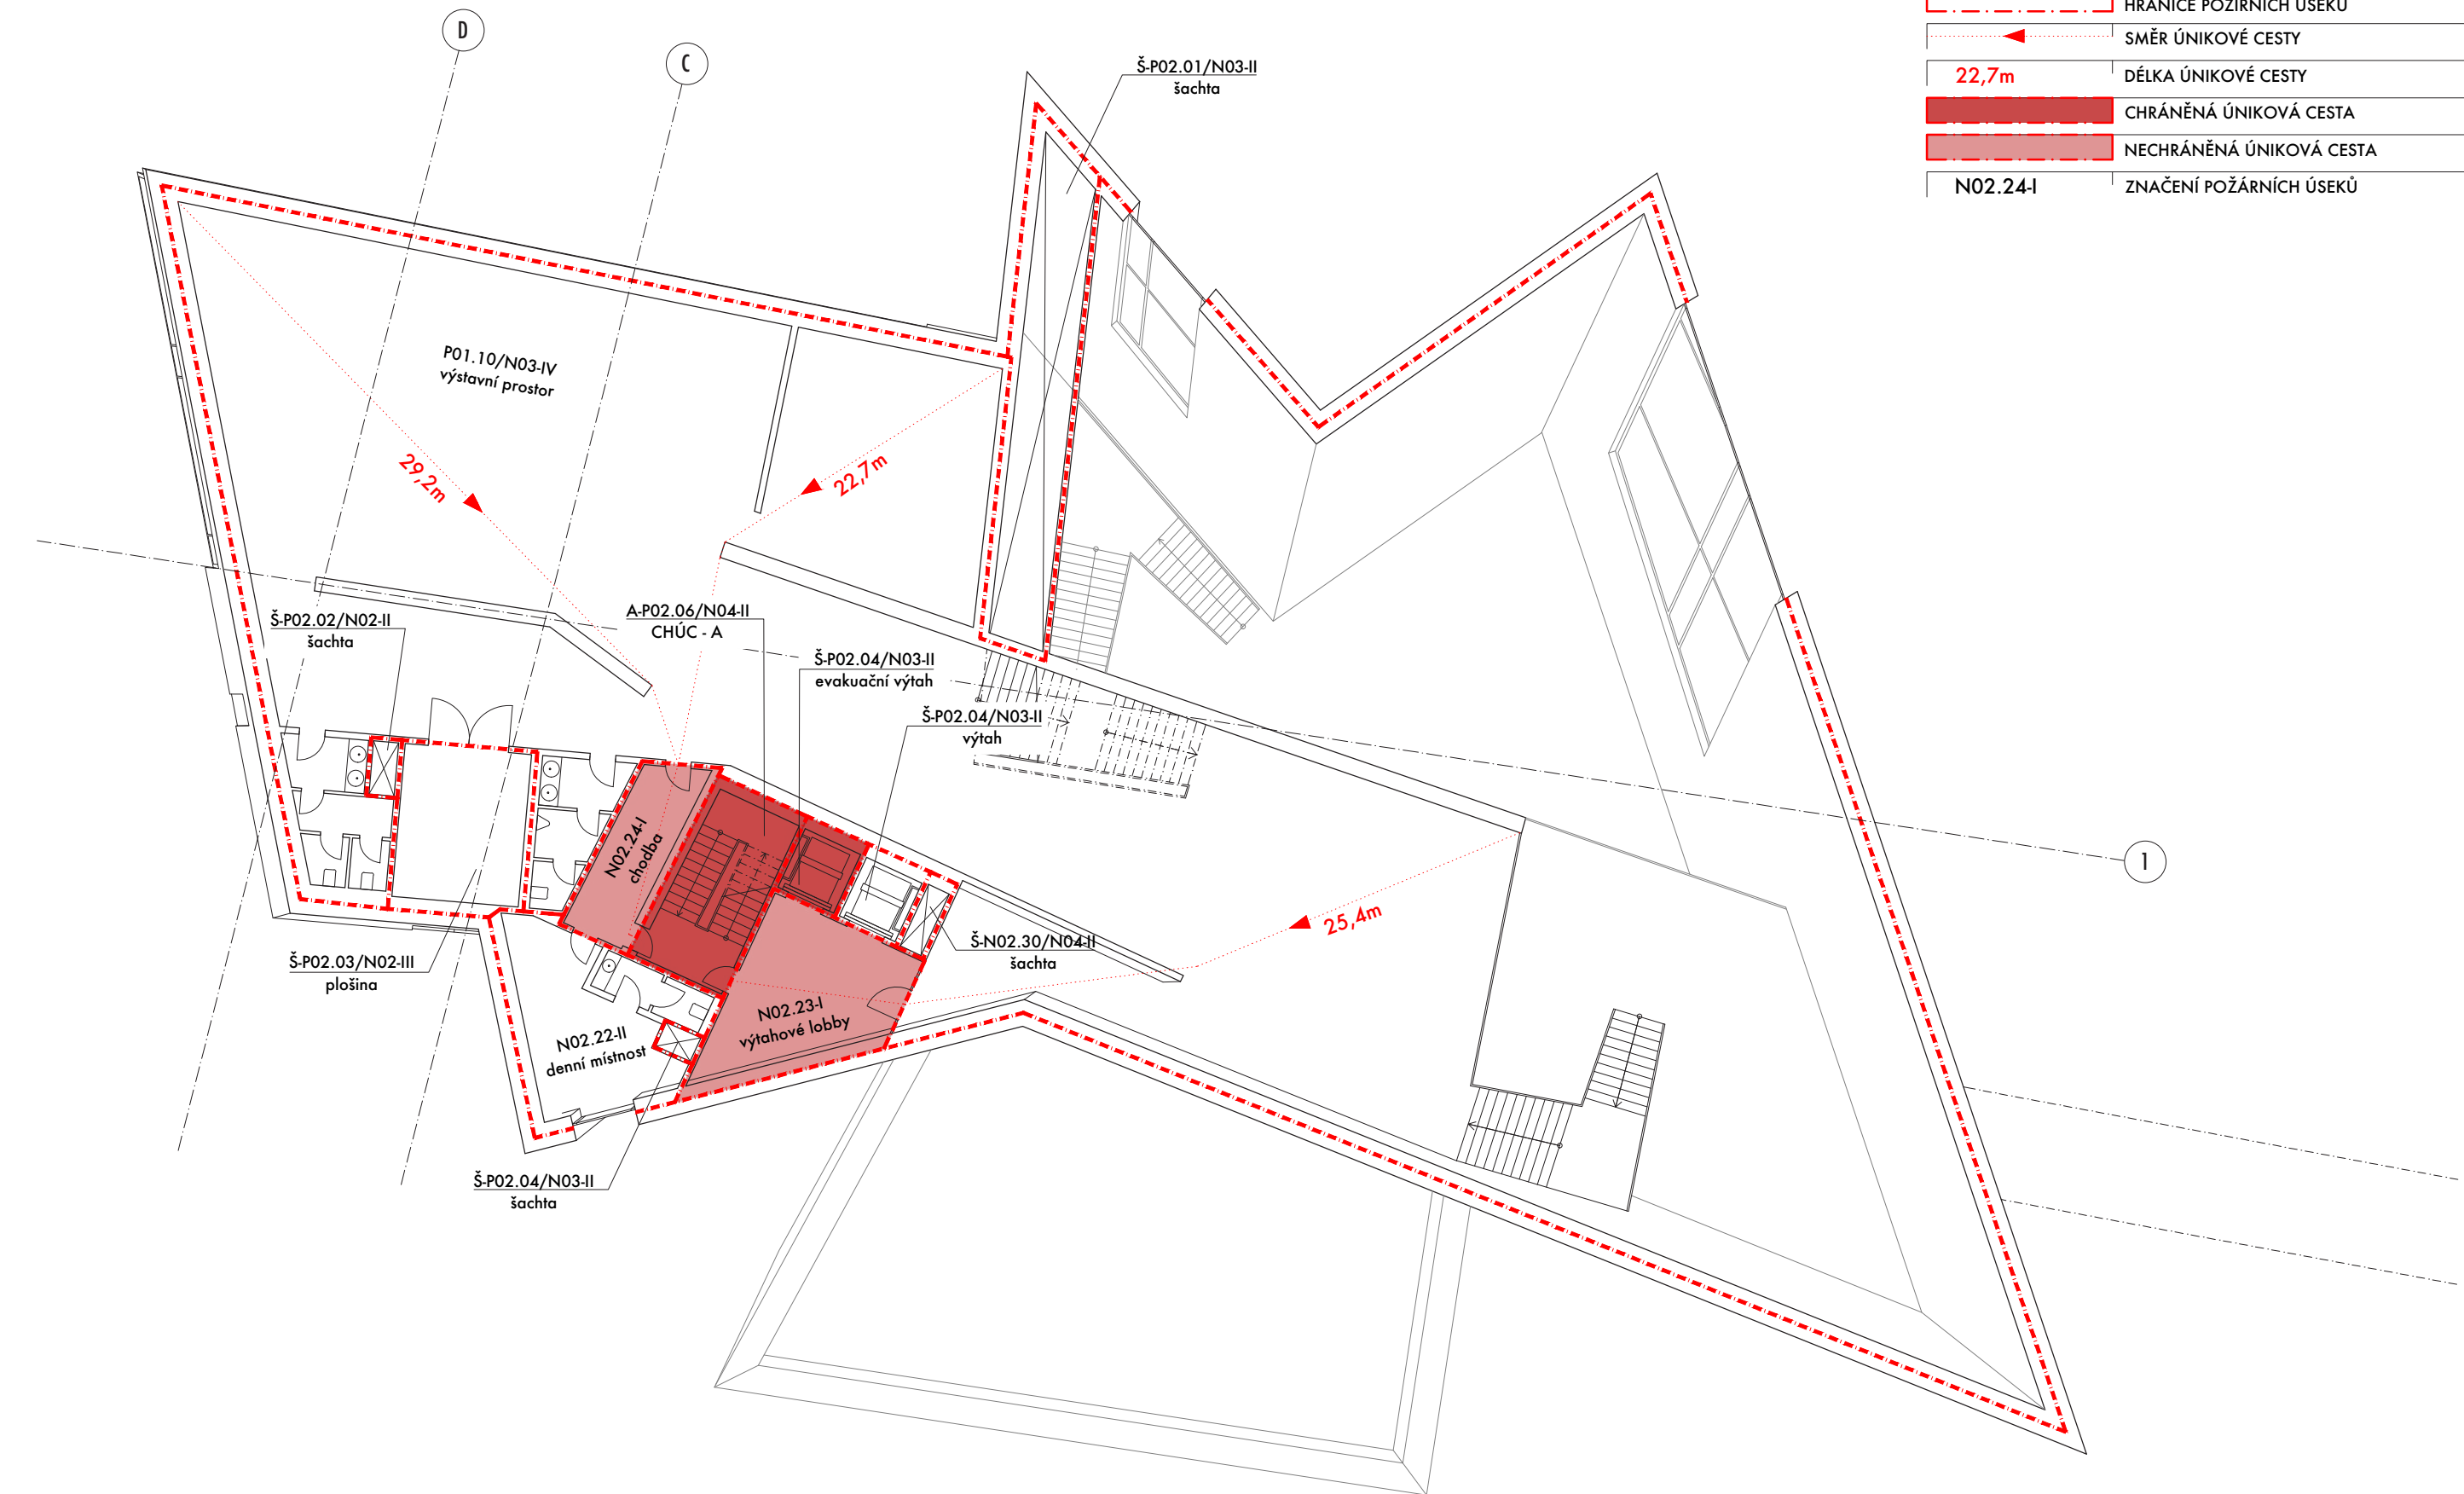 HRANICE POŽÍRNÍCH ÚSEKŮ
SMĚR ÚNIKOVÉ CESTY
22,7m
DÉLKA ÚNIKOVÉ CESTY
CHRÁNĚNÁ ÚNIKOVÁ CESTA
NECHRÁNĚNÁ ÚNIKOVÁ CESTA
N02.24-I
ZNAČENÍ POŽÁRNÍCH ÚSEKŮ
D
C
Š-P02.01/N03-II
šachta
P01.10/N03-IV
výstavní prostor
29,2m
22,7m
Š-P02.02/N02-II
šachta
A-P02.06/N04-II
CHÚC - A
Š-P02.04/N03-II
evakuační výtah
Š-P02.04/N03-II
výtah
N02.24-I
chodba
1
25,4m
Š-N02.30/N04-II
šachta
Š-P02.03/N02-III
plošina
N02.23-I
výtahové lobby
N02.22-II
denní místnost
Š-P02.04/N03-II
šachta